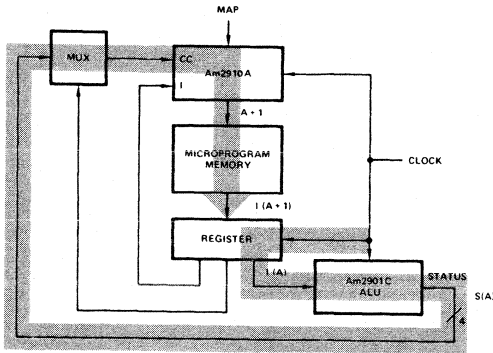 MAP
MUX
CC
Am2910A
I
A + 1
MICROPROGRAM
MEMORY
CLOCK
I (A + 1)
REGISTER
I (A)
Am2901C
ALU
STATUS
S(A)
4